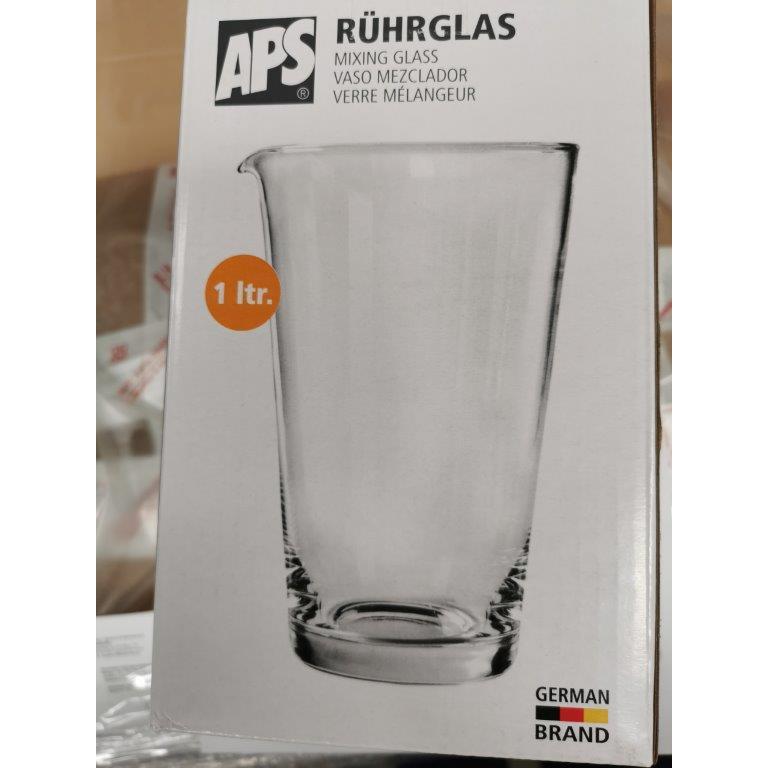 APS
®
RÜHRGLAS
MIXING GLASS
VASO MEZCLADOR
VERRE MÉLANGEUR
1 ltr.
GERMAN
BRAND